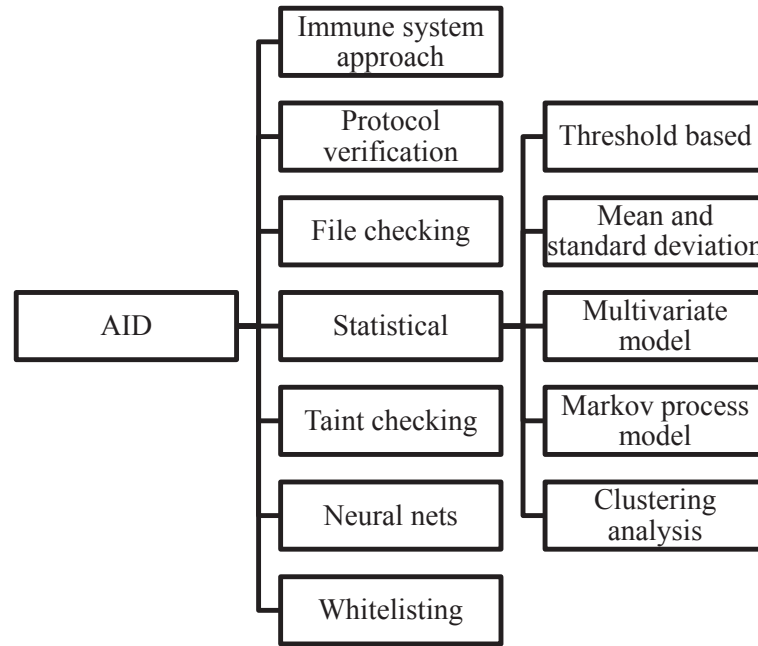 AID
Immune system
approach
Protocol
verification
File checking
Statistical
Taint checking
Neural nets
Whitelisting
Threshold based
Mean and
standard deviation
Multivariate
model
Markov process
model
Clustering
analysis